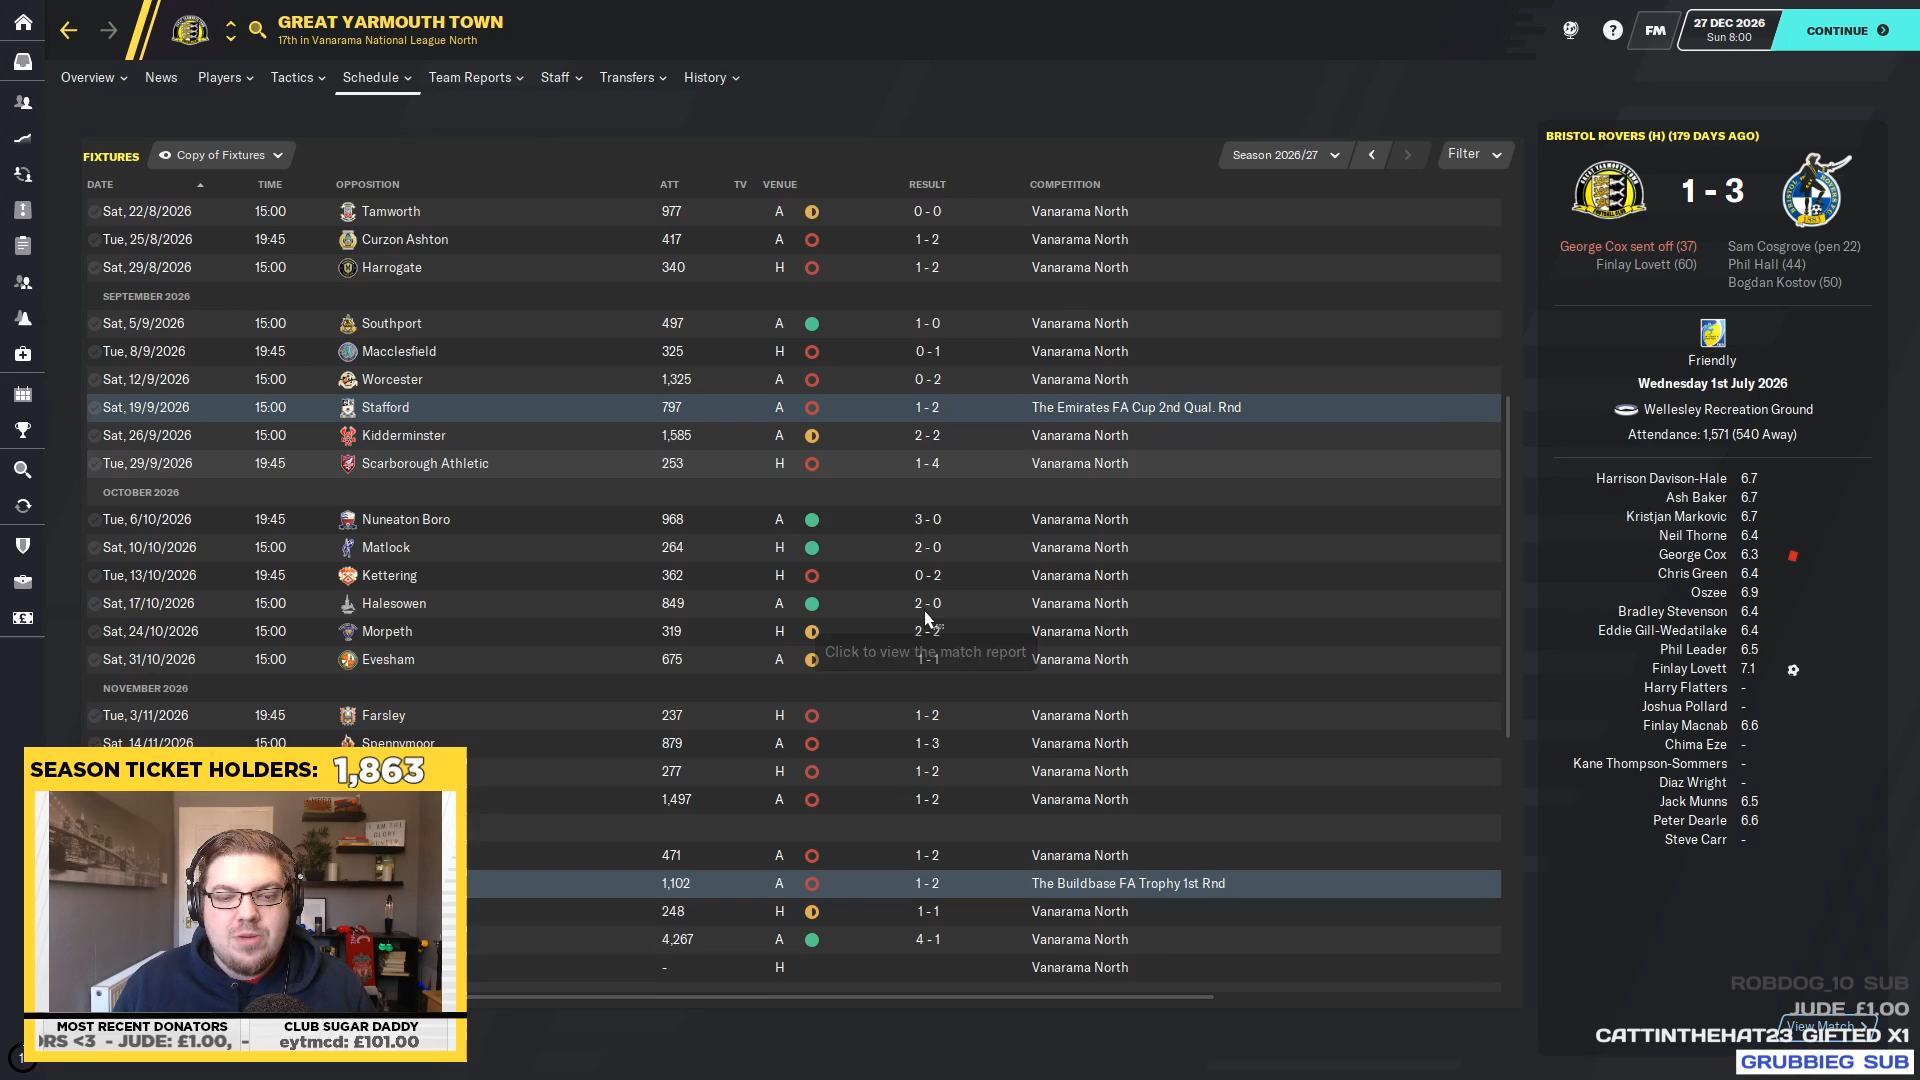 GREAT YARMOUTH TOWN
17th in Vanarama National League North
FM
27 DEC 2026
Sun 8:00
CONTINUE
Overview
News
Players
Tactics
Schedule
Team Reports
Staff
Transfers
History
FIXTURES
Copy of Fixtures
Season 2026/27
Filter
DATE TIME OPPOSITION ATT TV VENUE RESULT COMPETITION
Sat, 22/8/2026 15:00 Tamworth 977 A 0 - 0 Vanarama North
Tue, 25/8/2026 19:45 Curzon Ashton 417 A 1 - 2 Vanarama North
Sat, 29/8/2026 15:00 Harrogate 340 H 1 - 2 Vanarama North
SEPTEMBER 2026
Sat, 5/9/2026 15:00 Southport 497 A 1 - 0 Vanarama North
Tue, 8/9/2026 19:45 Macclesfield 325 H 0 - 1 Vanarama North
Sat, 12/9/2026 15:00 Worcester 1,325 A 0 - 2 Vanarama North
Sat, 19/9/2026 15:00 Stafford 797 A 1 - 2 The Emirates FA Cup 2nd Qual. Rnd
Sat, 26/9/2026 15:00 Kidderminster 1,585 A 2 - 2 Vanarama North
Tue, 29/9/2026 19:45 Scarborough Athletic 253 H 1 - 4 Vanarama North
OCTOBER 2026
Tue, 6/10/2026 19:45 Nuneaton Boro 968 A 3 - 0 Vanarama North
Sat, 10/10/2026 15:00 Matlock 264 H 2 - 0 Vanarama North
Tue, 13/10/2026 19:45 Kettering 362 H 0 - 2 Vanarama North
Sat, 17/10/2026 15:00 Halesowen 849 A 2 - 0 Vanarama North
Sat, 24/10/2026 15:00 Morpeth 319 H 2 - 2 Vanarama North
Sat, 31/10/2026 15:00 Evesham 675 A 1 - 1 Vanarama North
Click to view the match report
NOVEMBER 2026
Tue, 3/11/2026 19:45 Farsley 237 H 1 - 2 Vanarama North
Sat, 14/11/2026 15:00 Spennymoor 879 A 1 - 3 Vanarama North
277 H 1 - 2 Vanarama North
1,497 A 1 - 2 Vanarama North
471 A 1 - 2 Vanarama North
1,102 A 1 - 2 The Buildbase FA Trophy 1st Rnd
248 H 1 - 1 Vanarama North
4,267 A 4 - 1 Vanarama North
- H Vanarama North
BRISTOL ROVERS (H) (179 DAYS AGO)
1 - 3
George Cox sent off (37)
Finlay Lovett (60)
Sam Cosgrove (pen 22)
Phil Hall (44)
Bogdan Kostov (50)
Friendly
Wednesday 1st July 2026
Wellesley Recreation Ground
Attendance: 1,571 (540 Away)
Harrison Davison-Hale 6.7
Ash Baker 6.7
Kristjan Markovic 6.7
Neil Thorne 6.4
George Cox 6.3
Chris Green 6.4
Oszee 6.9
Bradley Stevenson 6.4
Eddie Gill-Wedatilake 6.4
Phil Leader 6.5
Finlay Lovett 7.1
Harry Flatters -
Joshua Pollard -
Finlay Macnab 6.6
Chima Eze -
Kane Thompson-Sommers -
Diaz Wright -
Jack Munns 6.5
Peter Dearle 6.6
Steve Carr -
View Match
ROBDOG_10 SUB
JUDE £1.00
CATTINTHEHAT23 GIFTED X1
GRUBBIEG SUB
SEASON TICKET HOLDERS: 1,863
I AM THE
GLORY
MOST RECENT DONATORS
ORS <3 - JUDE: £1.00, -
CLUB SUGAR DADDY
eytmcd: £101.00